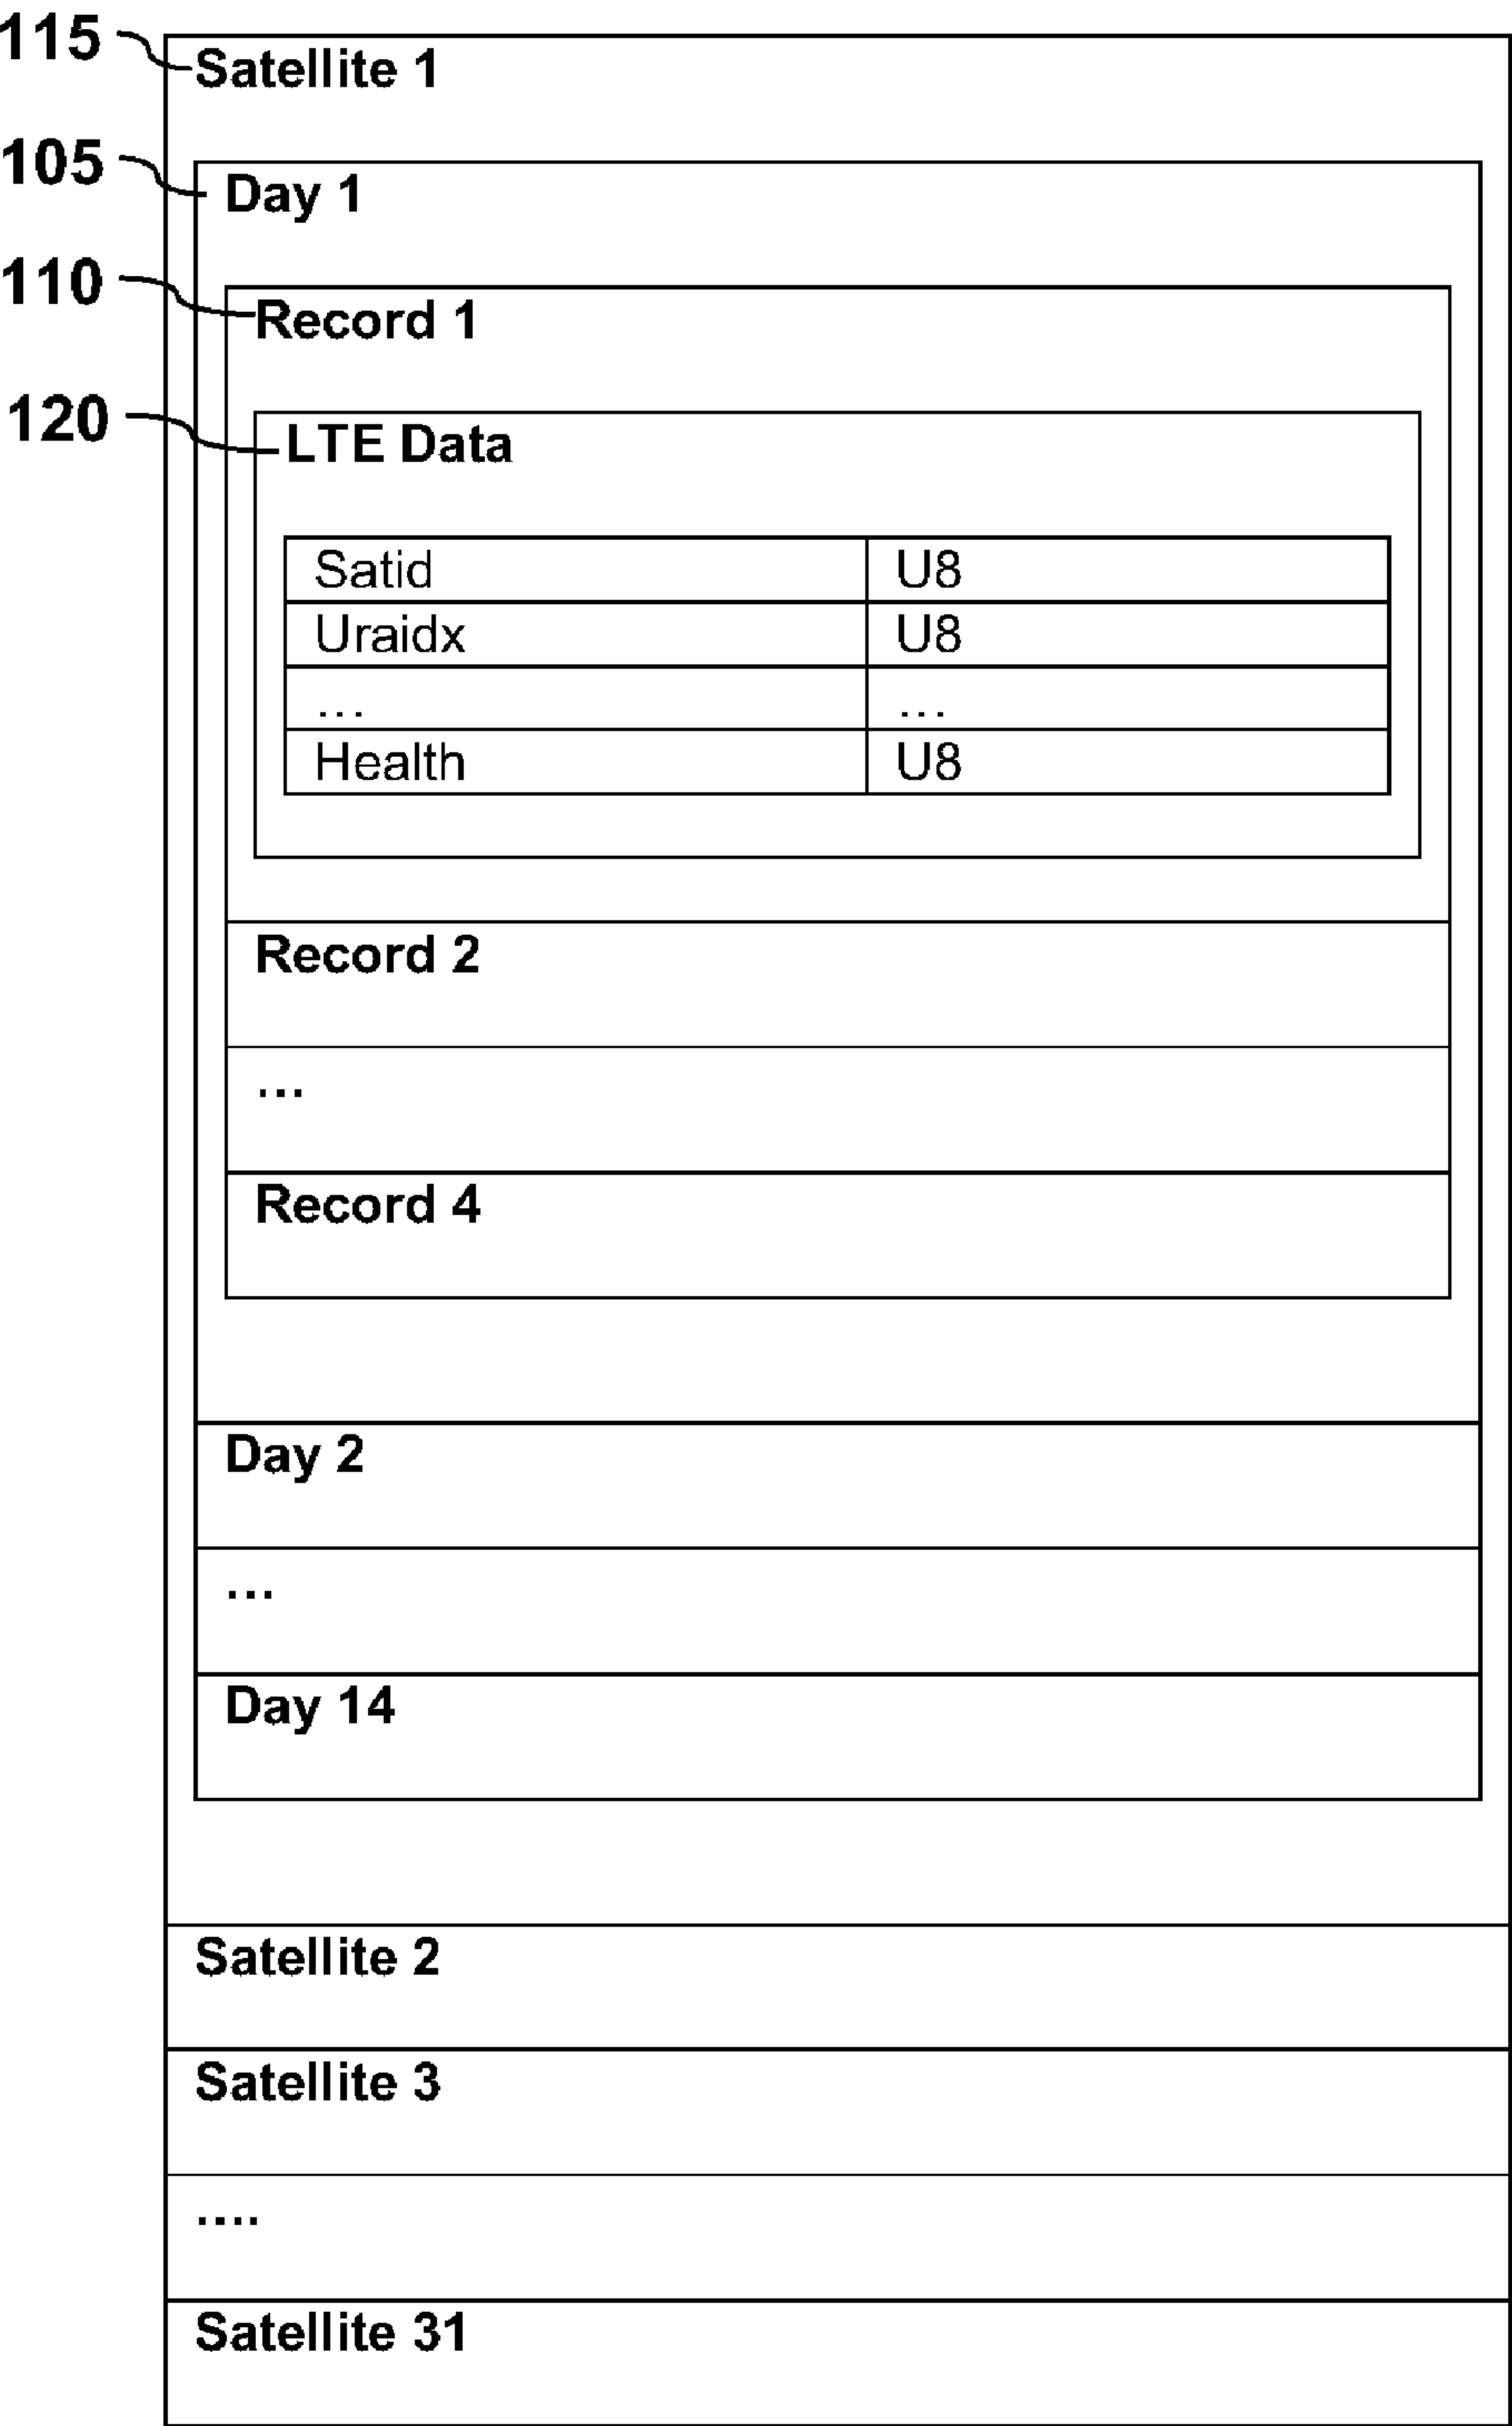 115 Satellite 1
105 Day 1
110 Record 1
120 LTE Data
Satid U8
Uraidx U8
... ...
Health U8
Record 2
...
Record 4
Day 2
...
Day 14
Satellite 2
Satellite 3
....
Satellite 31